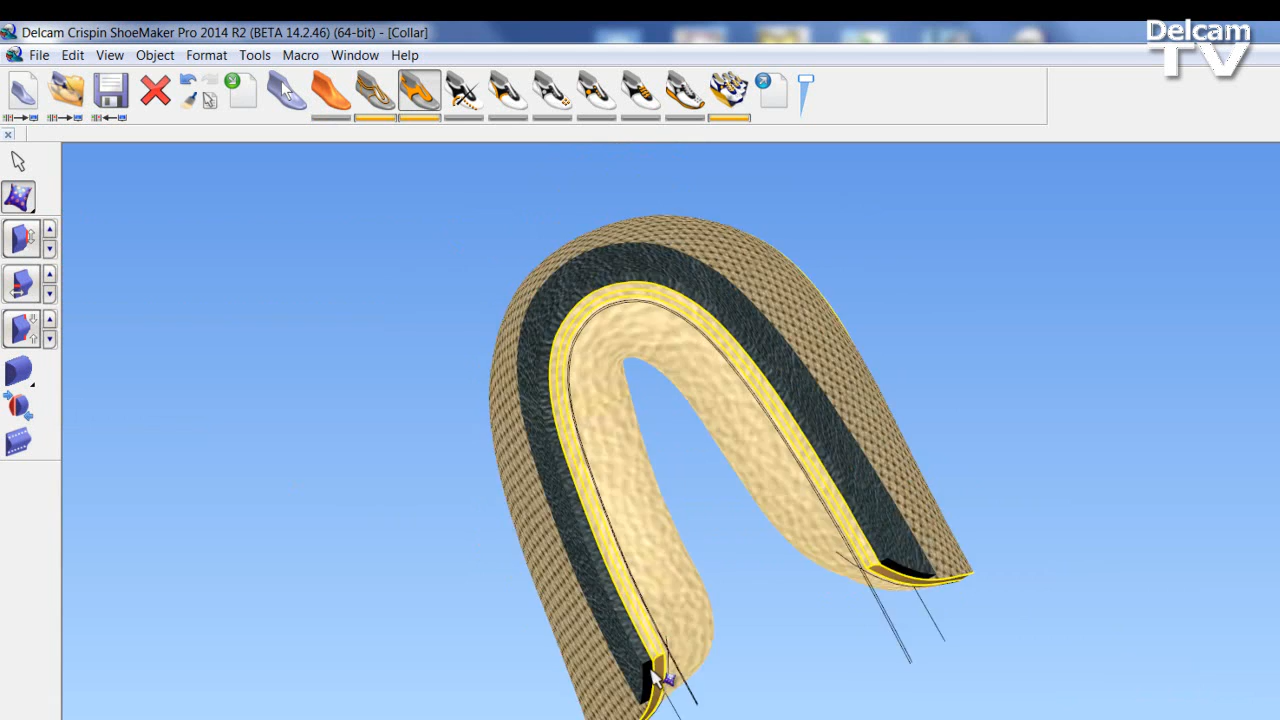 Delcam Crispin ShoeMaker Pro 2014 R2 (BETA 14.2.46) (64-bit) - [Collar]
Delcam
TV
File Edit View Object Format Tools Macro Window Help